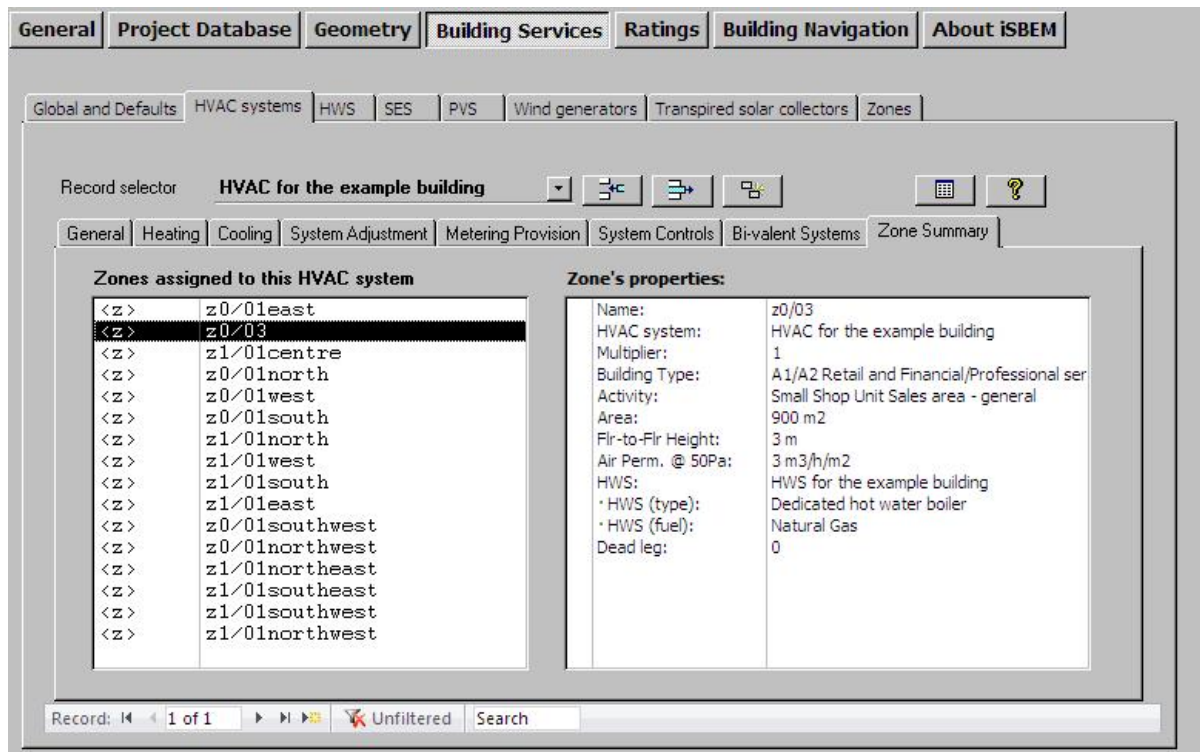 General Project Database Geometry Building Services Ratings Building Navigation About iSBEM
Global and Defaults HVAC systems HWS SES PVS Wind generators Transpired solar collectors Zones
Record selector HVAC for the example building
General Heating Cooling System Adjustment Metering Provision System Controls Bi-valent Systems Zone Summary
Zones assigned to this HVAC system
<z> z0/01east
<z> z0/03
<z> z1/01centre
<z> z0/01north
<z> z0/01west
<z> z0/01south
<z> z1/01north
<z> z1/01west
<z> z1/01south
<z> z1/01east
<z> z0/01southwest
<z> z0/01northwest
<z> z1/01northeast
<z> z1/01southeast
<z> z1/01southwest
<z> z1/01northwest
Zone's properties:
Name: z0/03
HVAC system: HVAC for the example building
Multiplier: 1
Building Type: A1/A2 Retail and Financial/Professional ser
Activity: Small Shop Unit Sales area - general
Area: 900 m2
Flr-to-Flr Height: 3 m
Air Perm. @ 50Pa: 3 m3/h/m2
HWS: HWS for the example building
· HWS (type): Dedicated hot water boiler
· HWS (fuel): Natural Gas
Dead leg: 0
Record: 1 of 1 Unfiltered Search